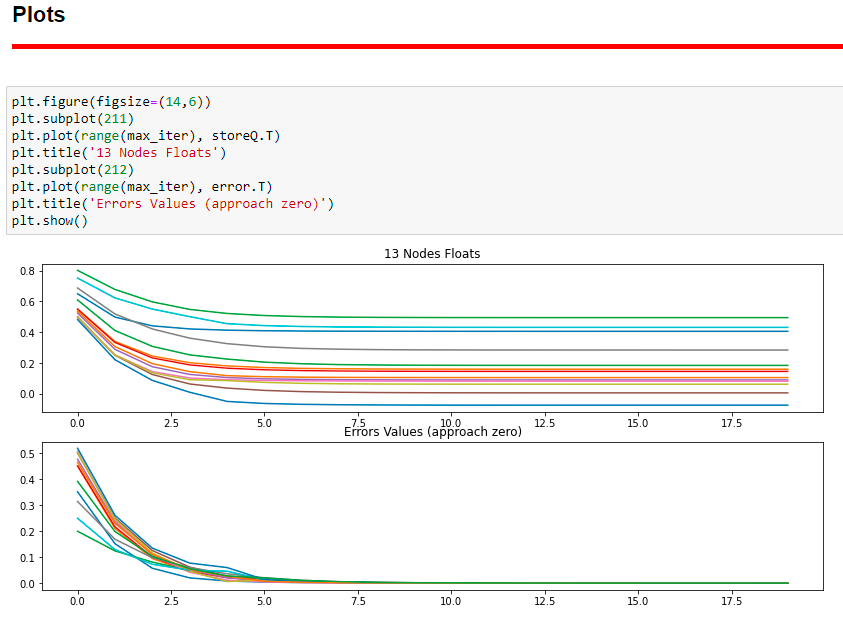 Plots
plt.figure(figsize=(14,6))
plt.subplot(211)
plt.plot(range(max_iter), storeQ.T)
plt.title('13 Nodes Floats')
plt.subplot(212)
plt.plot(range(max_iter), error.T)
plt.title('Errors Values (approach zero)')
plt.show()
13 Nodes Floats
0.8
0.6
0.4
0.2
0.0
0.0 2.5 5.0 7.5 10.0 12.5 15.0 17.5
Errors Values (approach zero)
0.5
0.4
0.3
0.2
0.1
0.0
0.0 2.5 5.0 7.5 10.0 12.5 15.0 17.5